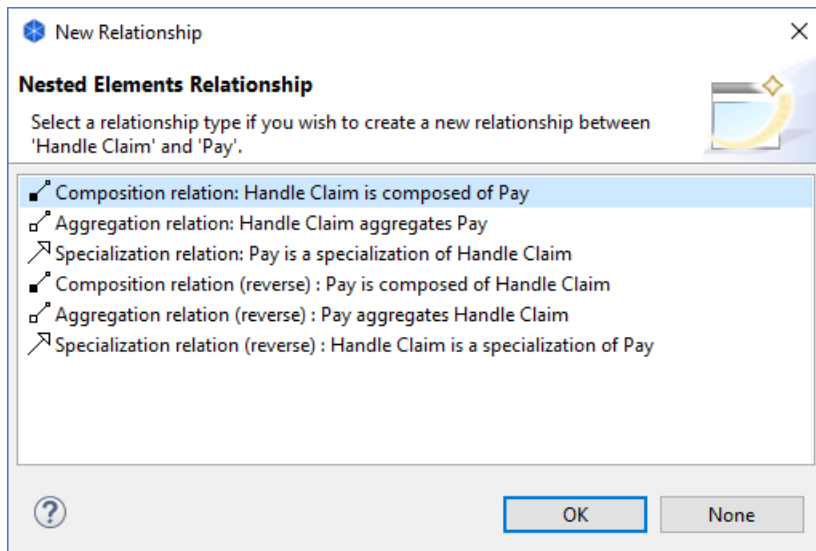 New Relationship
Nested Elements Relationship
Select a relationship type if you wish to create a new relationship between
'Handle Claim' and 'Pay'.
Composition relation: Handle Claim is composed of Pay
Aggregation relation: Handle Claim aggregates Pay
Specialization relation: Pay is a specialization of Handle Claim
Composition relation (reverse) : Pay is composed of Handle Claim
Aggregation relation (reverse) : Pay aggregates Handle Claim
Specialization relation (reverse) : Handle Claim is a specialization of Pay
?
OK None